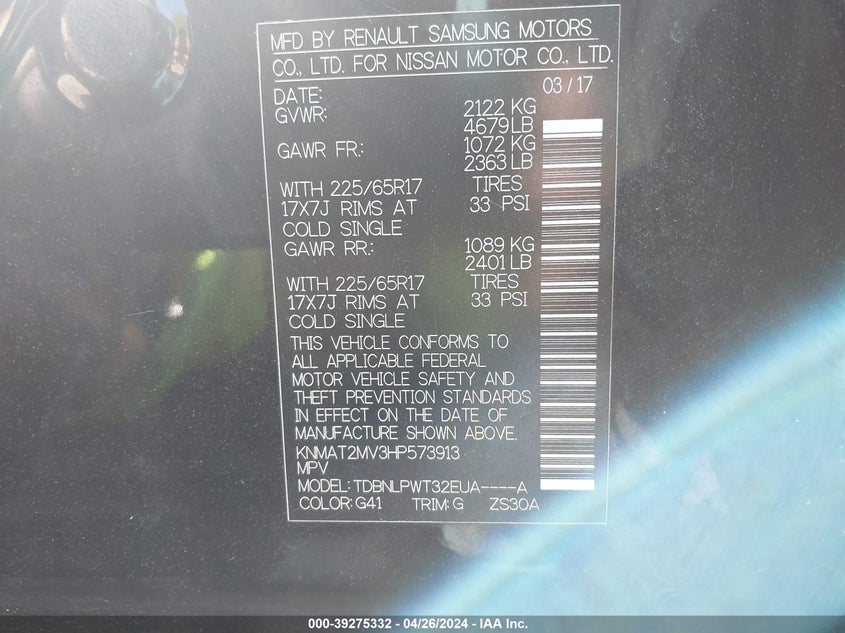 MFD BY RENAULT SAMSUNG MOTORS
CO., LTD. FOR NISSAN MOTOR CO., LTD.
DATE: 03/17
GVWR: 2122 KG
4679 LB
GAWR FR.: 1072 KG
2363 LB
WITH 225/65R17 TIRES
17X7J RIMS AT 33 PSI
COLD SINGLE
GAWR RR.: 1089 KG
2401 LB
WITH 225/65R17 TIRES
17X7J RIMS AT 33 PSI
COLD SINGLE
THIS VEHICLE CONFORMS TO
ALL APPLICABLE FEDERAL
MOTOR VEHICLE SAFETY AND
THEFT PREVENTION STANDARDS
IN EFFECT ON THE DATE OF
MANUFACTURE SHOWN ABOVE.
KNMAT2MV3HP573913
MPV
MODEL: TDBNLPWT32EUA----A
COLOR: G41 TRIM: G ZS30A
000-39275332 - 04/26/2024 - IAA Inc.